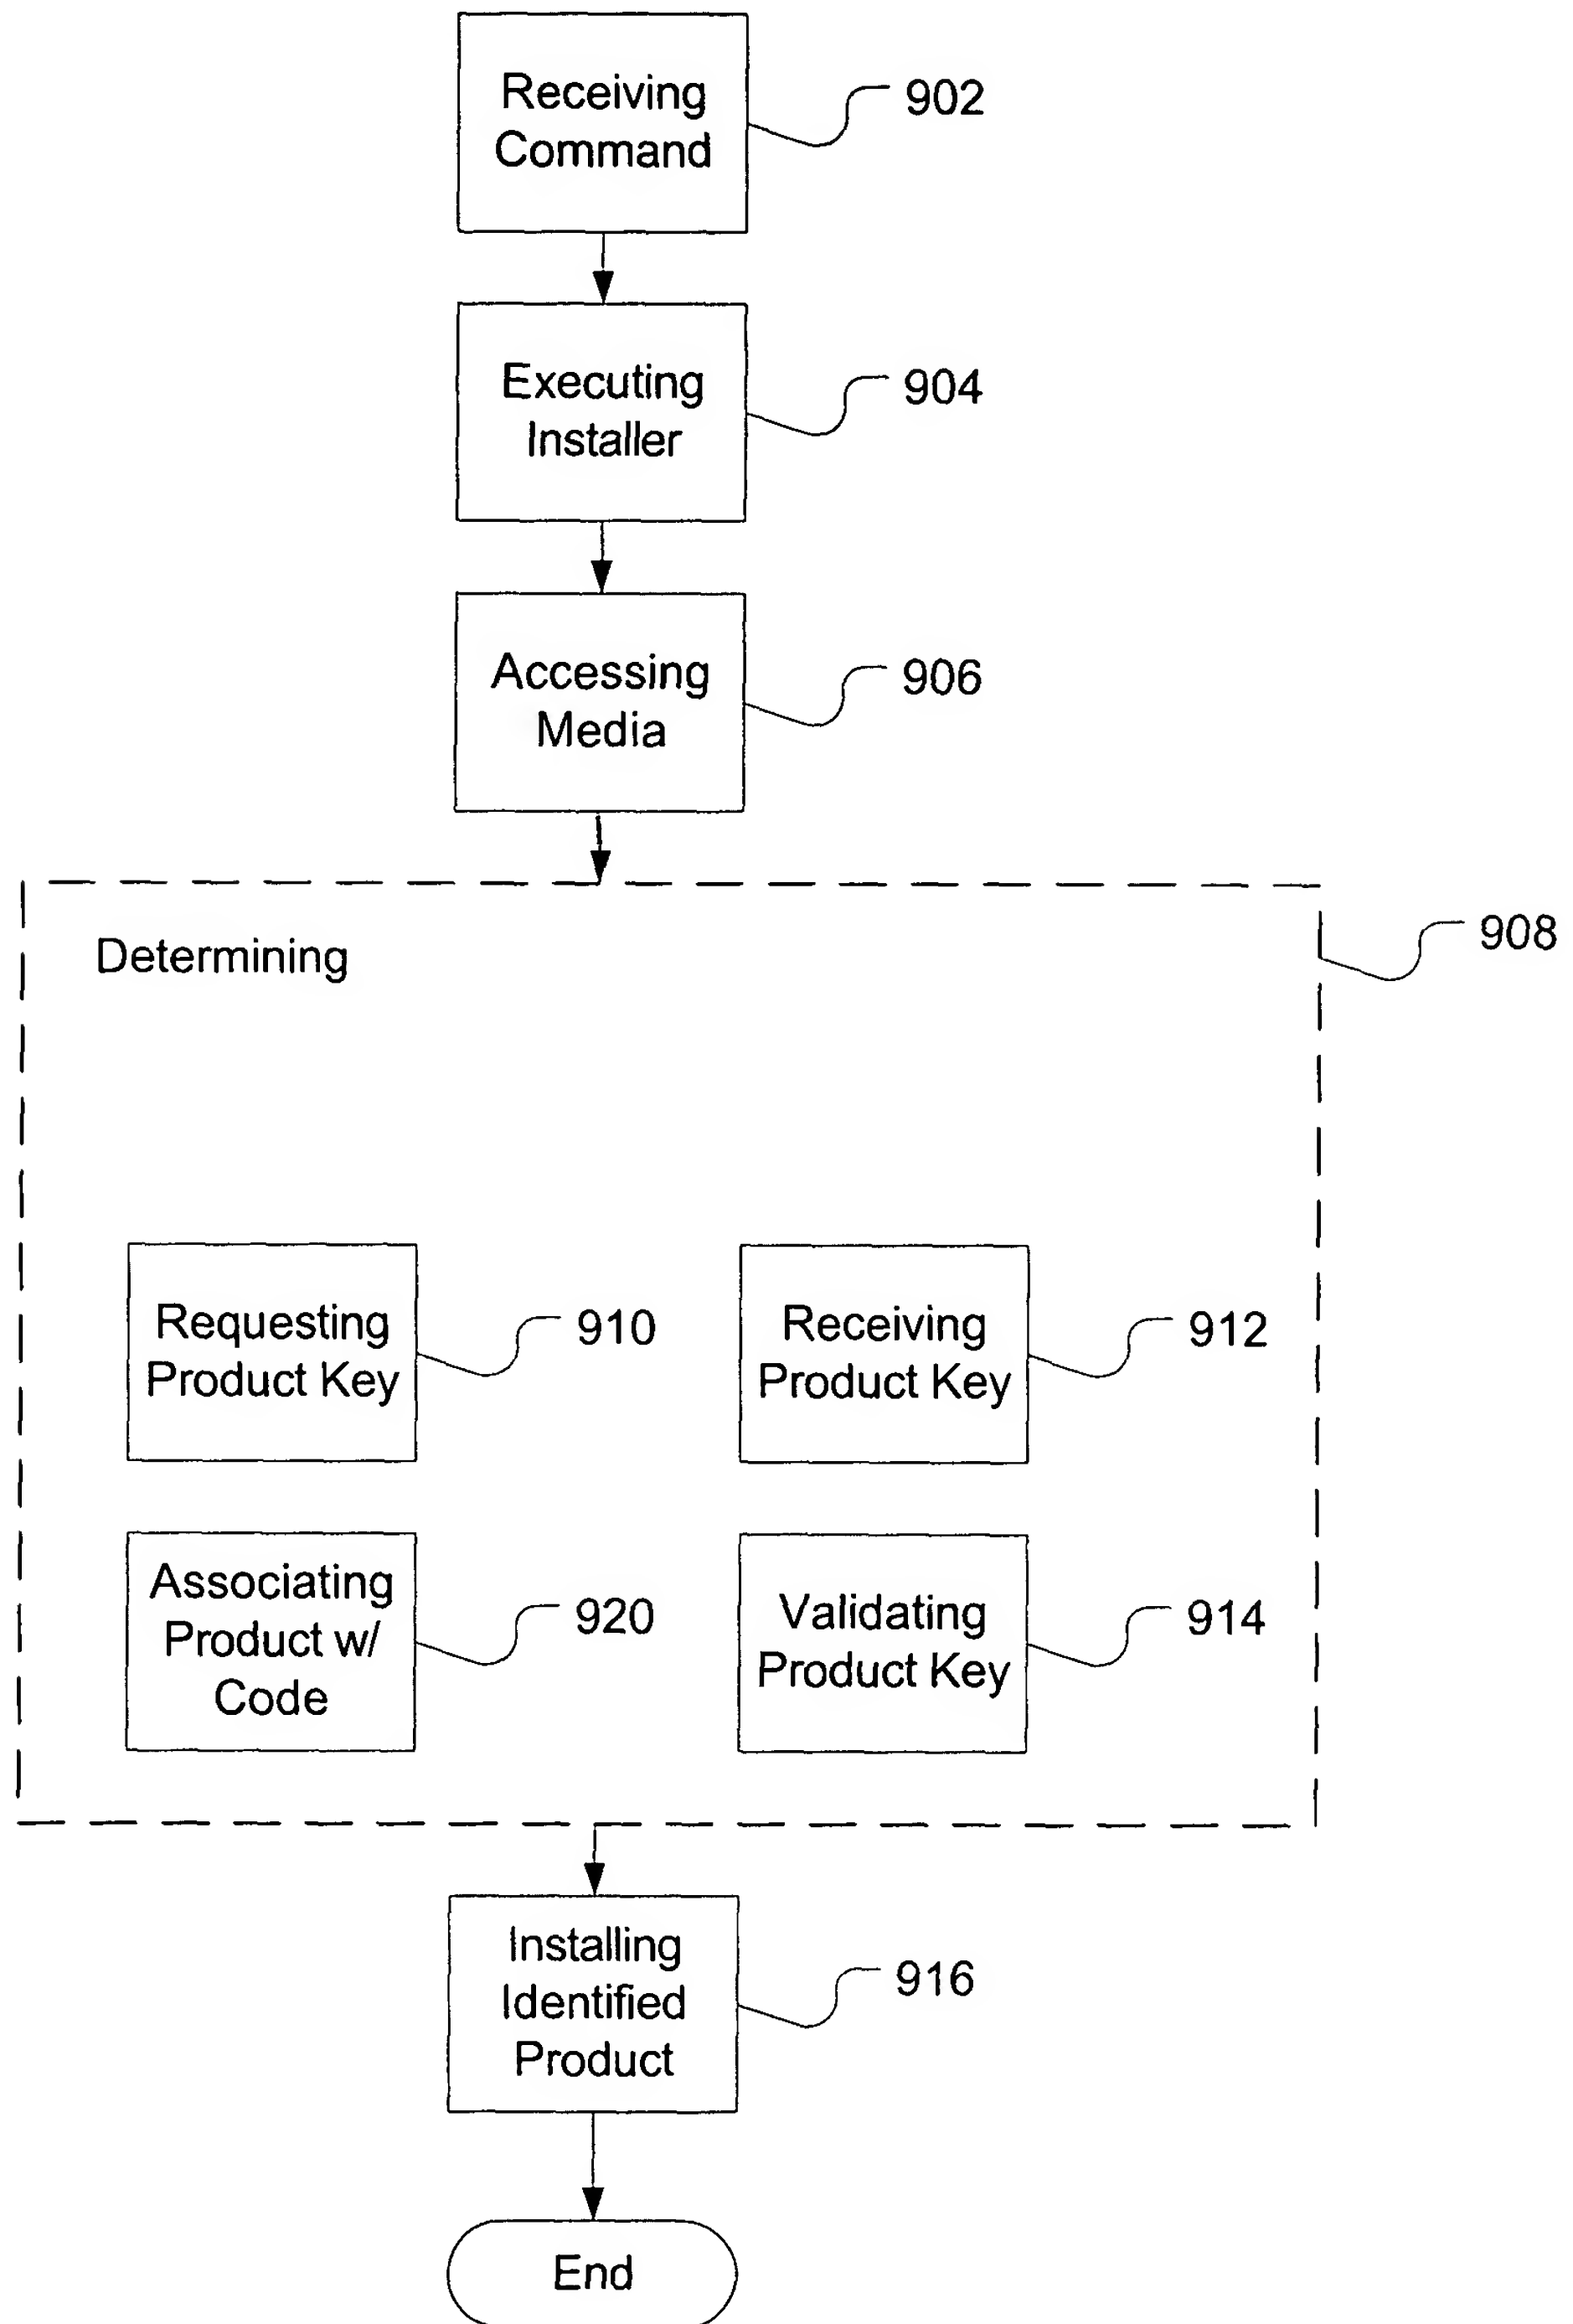 Receiving
Command
902
Executing
Installer
904
Accessing
Media
906
Determining
908
Requesting
Product Key
910
Receiving
Product Key
912
Associating
Product w/
Code
920
Validating
Product Key
914
Installing
Identified
Product
916
End